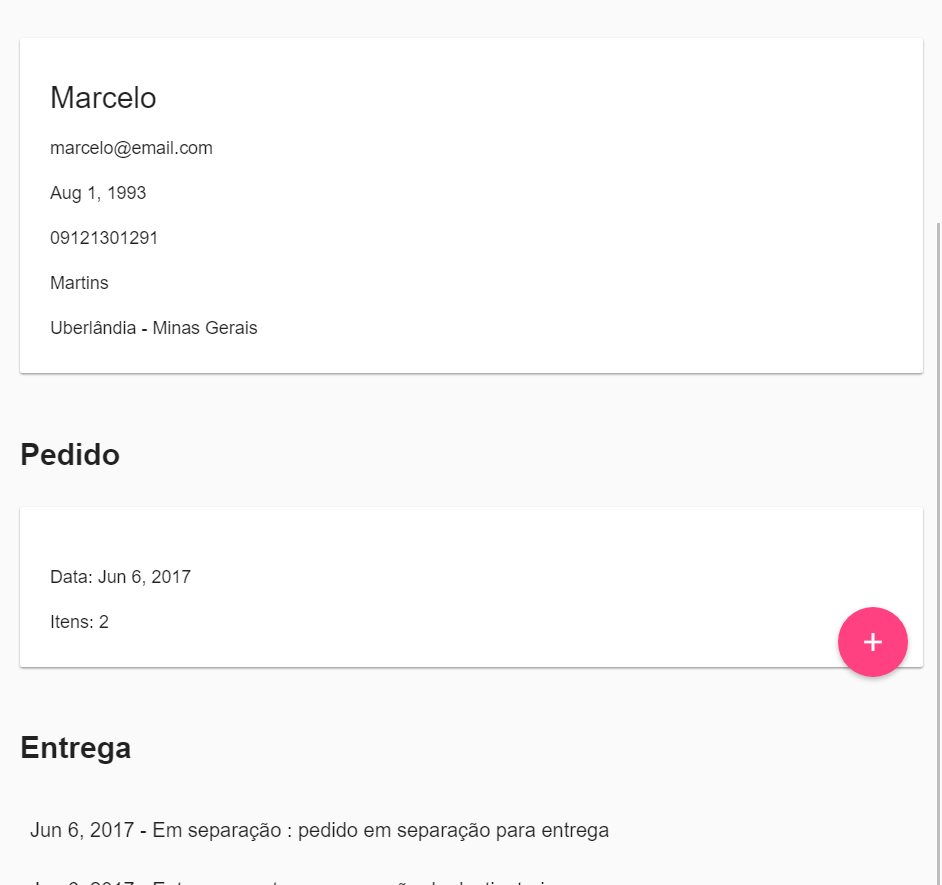 Marcelo
marcelo@email.com
Aug 1, 1993
09121301291
Martins
Uberlândia - Minas Gerais
Pedido
Data: Jun 6, 2017
Itens: 2
+
Entrega
Jun 6, 2017 - Em separação : pedido em separação para entrega